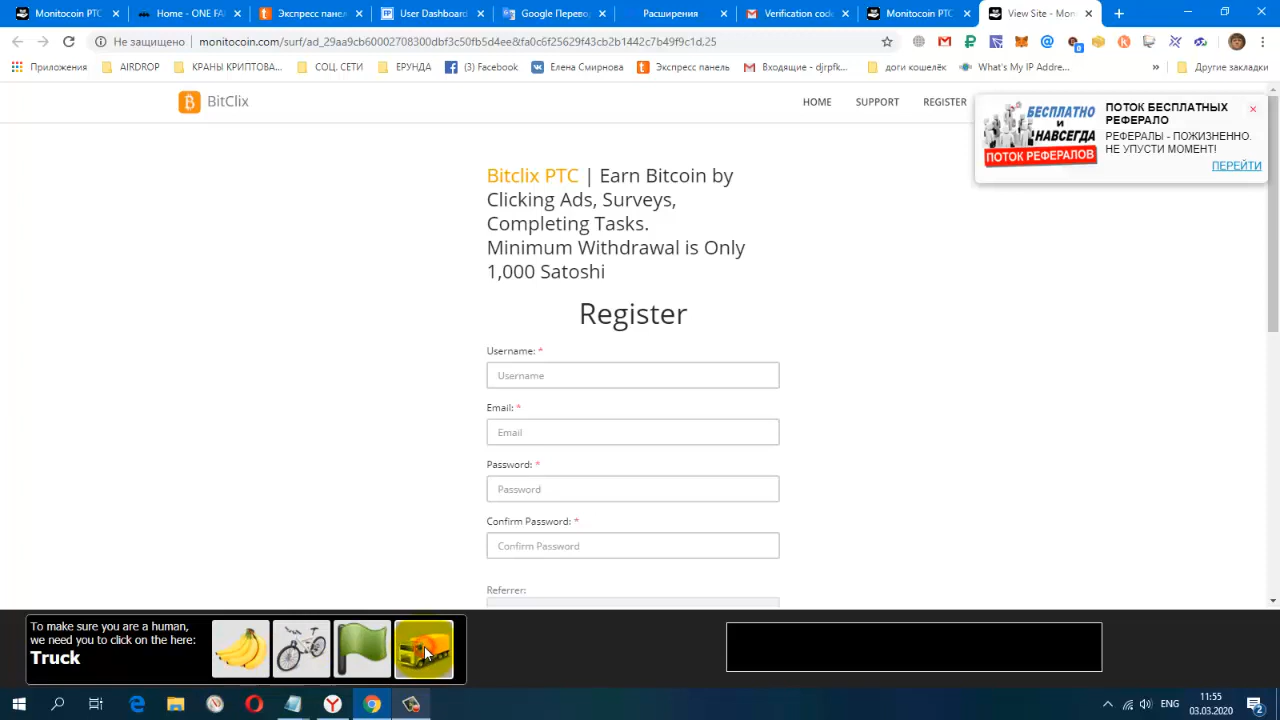 Monitocoin PTC
Home - ONE FA
Экспресс панел
User Dashboard
Google Перево
Расширения
Verification code
Monitocoin PTC
View Site - Mon
Не защищено
monitocoin.com/surf/ad_29aa9cb60002708300dbf3c50fb5d4ee&fa0c6f25629f43cb2b1442c7b49f9c1d.25
Приложения
AIRDROP
КРАНЫ КРИПТОВА...
СОЦ. СЕТИ
ЕРУНДА
(3) Facebook
Елена Смирнова
Экспресс панель
Входящие - djrpfk...
доги кошелёк
What's My IP Addre...
»
Другие закладки
BitClix
HOME
SUPPORT
REGISTER
БЕСПЛАТНО
и
НАВСЕГДА
ПОТОК РЕФЕРАЛОВ
ПОТОК БЕСПЛАТНЫХ
РЕФЕРАЛО
РЕФЕРАЛЫ - ПОЖИЗНЕННО.
НЕ УПУСТИ МОМЕНТ!
ПЕРЕЙТИ
Bitclix PTC | Earn Bitcoin by
Clicking Ads, Surveys,
Completing Tasks.
Minimum Withdrawal is Only
1,000 Satoshi
Register
Username: *
Username
Email: *
Email
Password: *
Password
Confirm Password: *
Confirm Password
Referrer:
To make sure you are a human,
we need you to click on the here:
Truck
ENG
11:55
03.03.2020
2